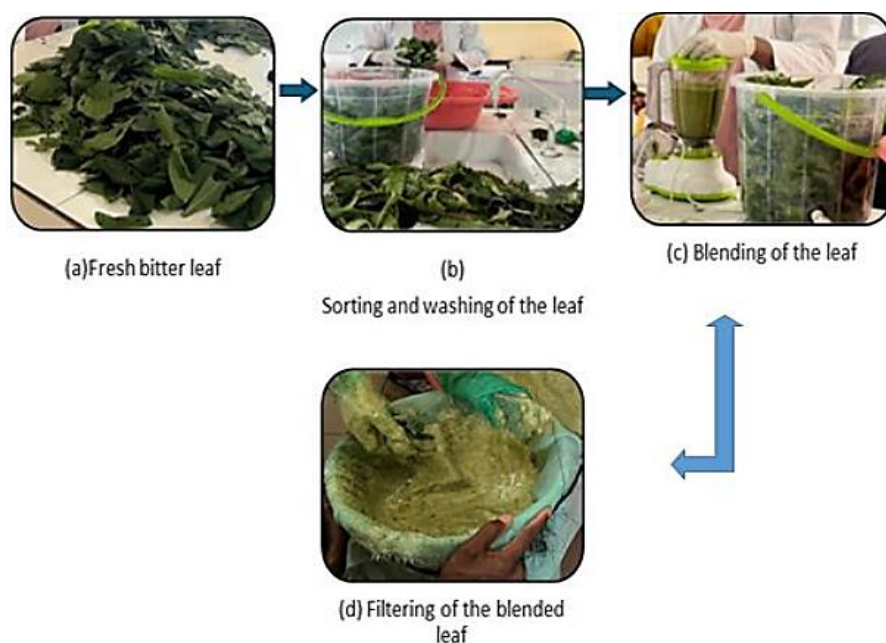 (a)Fresh bitter leaf
(b)
Sorting and washing of the leaf
(c) Blending of the leaf
(d) Filtering of the blended
leaf